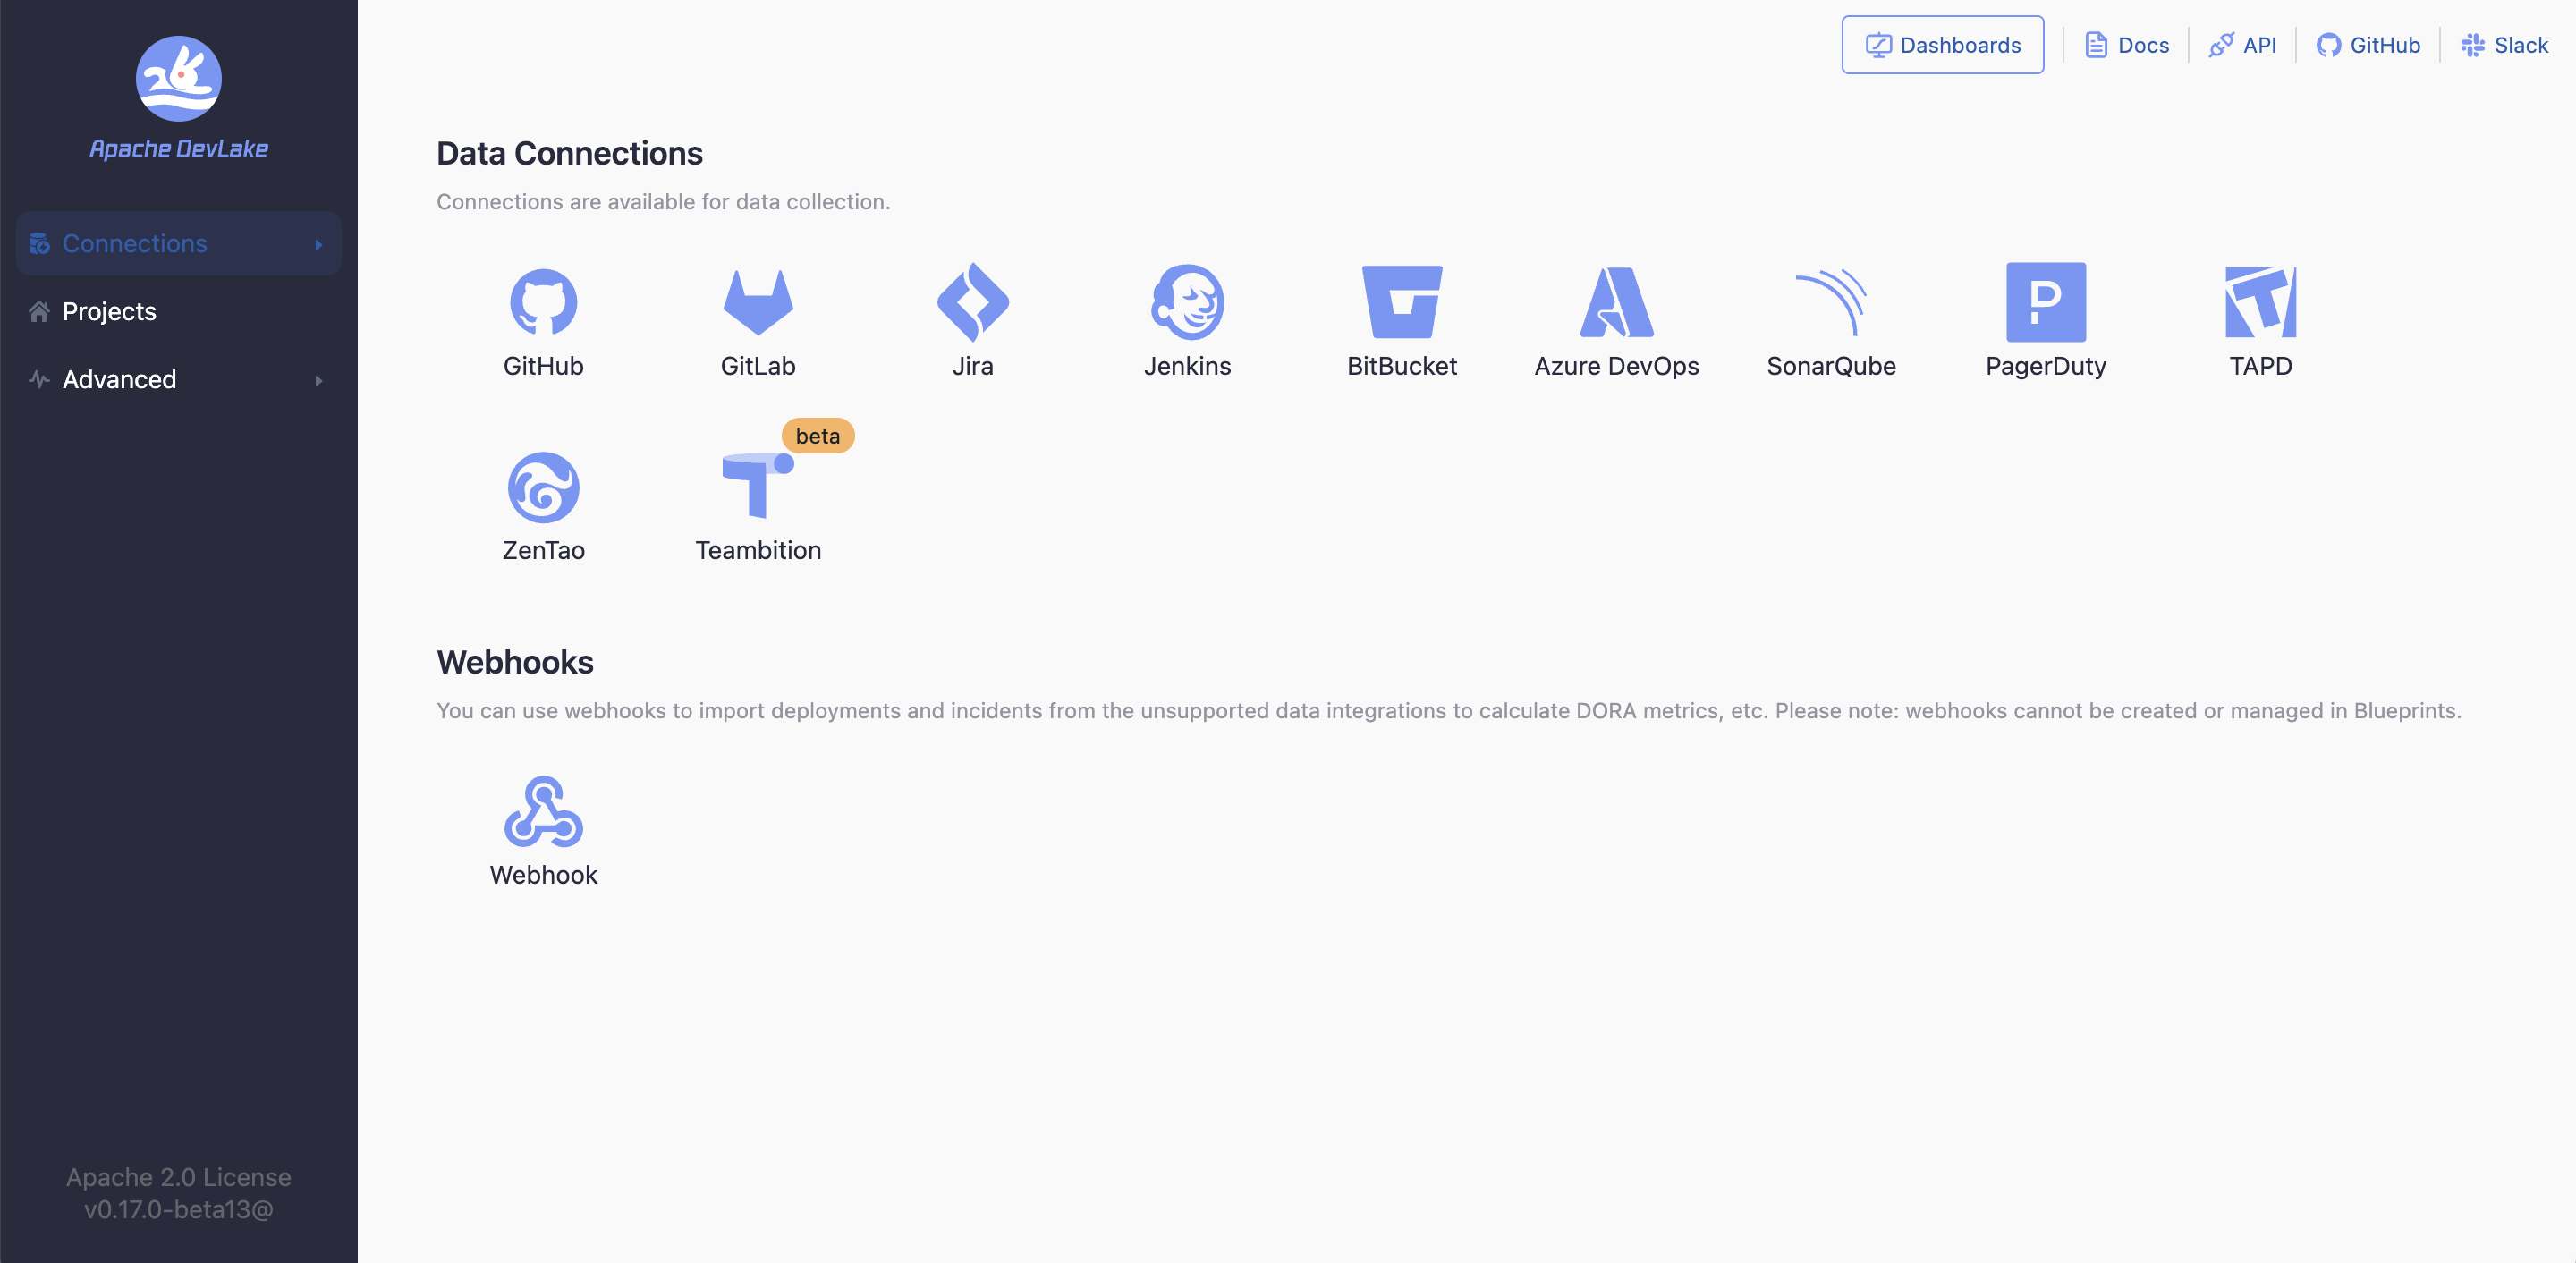 Apache DevLake
Connections
Projects
Advanced
Apache 2.0 License
v0.17.0-beta13@
Dashboards
Docs
API
GitHub
Slack
Data Connections
Connections are available for data collection.
GitHub
GitLab
Jira
Jenkins
BitBucket
Azure DevOps
SonarQube
PagerDuty
TAPD
beta
ZenTao
Teambition
Webhooks
You can use webhooks to import deployments and incidents from the unsupported data integrations to calculate DORA metrics, etc. Please note: webhooks cannot be created or managed in Blueprints.
Webhook